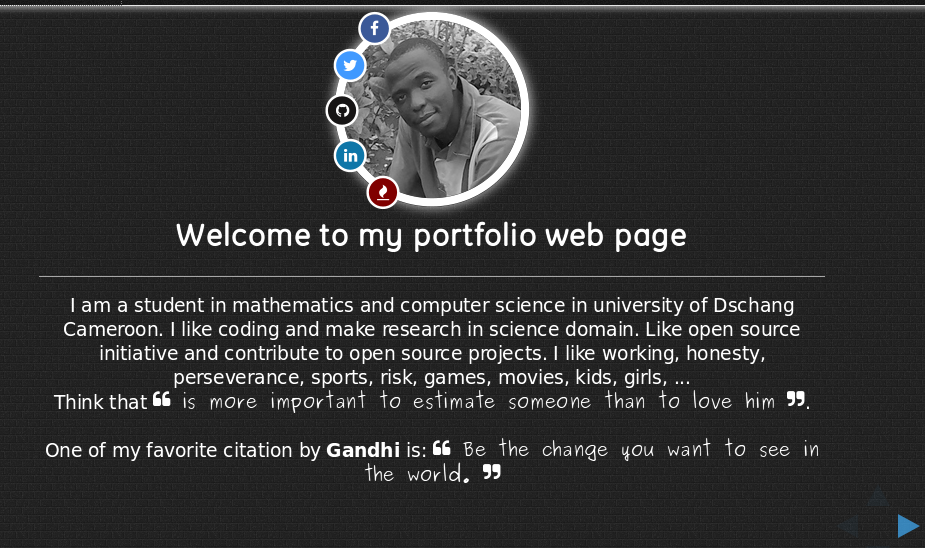 Welcome to my portfolio web page
I am a student in mathematics and computer science in university of Dschang
Cameroon. I like coding and make research in science domain. Like open source
initiative and contribute to open source projects. I like working, honesty,
perseverance, sports, risk, games, movies, kids, girls, ...
Think that ❝ is more important to estimate someone than to love him ❞.
One of my favorite citation by Gandhi is: ❝ Be the change you want to see in
the world. ❞